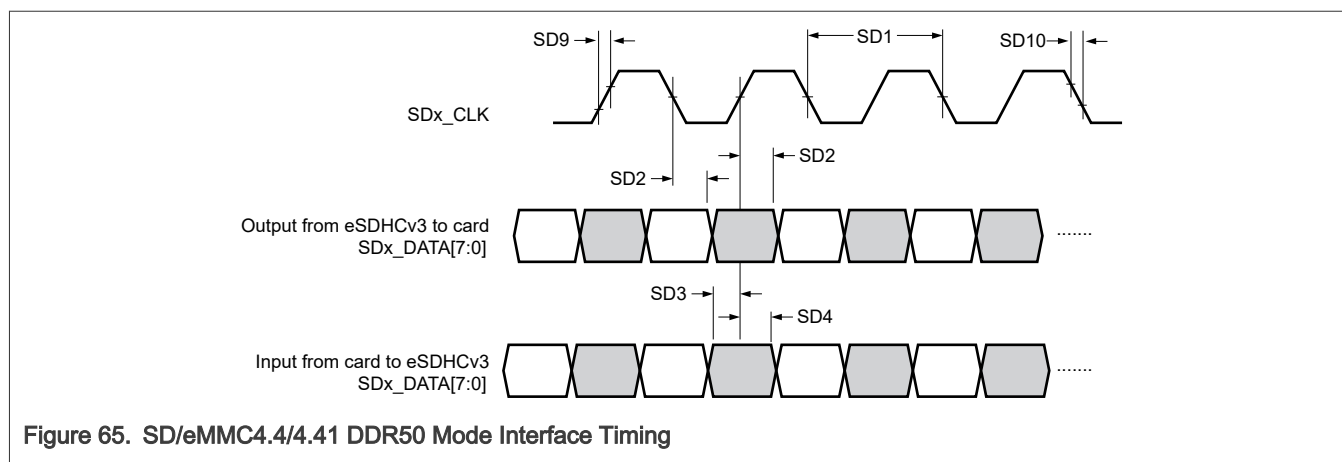 SD9
SD1
SD10
SDx_CLK
SD2
SD2
Output from eSDHCv3 to card
SDx_DATA[7:0]
.......
SD3
SD4
Input from card to eSDHCv3
SDx_DATA[7:0]
.......
Figure 65. SD/eMMC4.4/4.41 DDR50 Mode Interface Timing